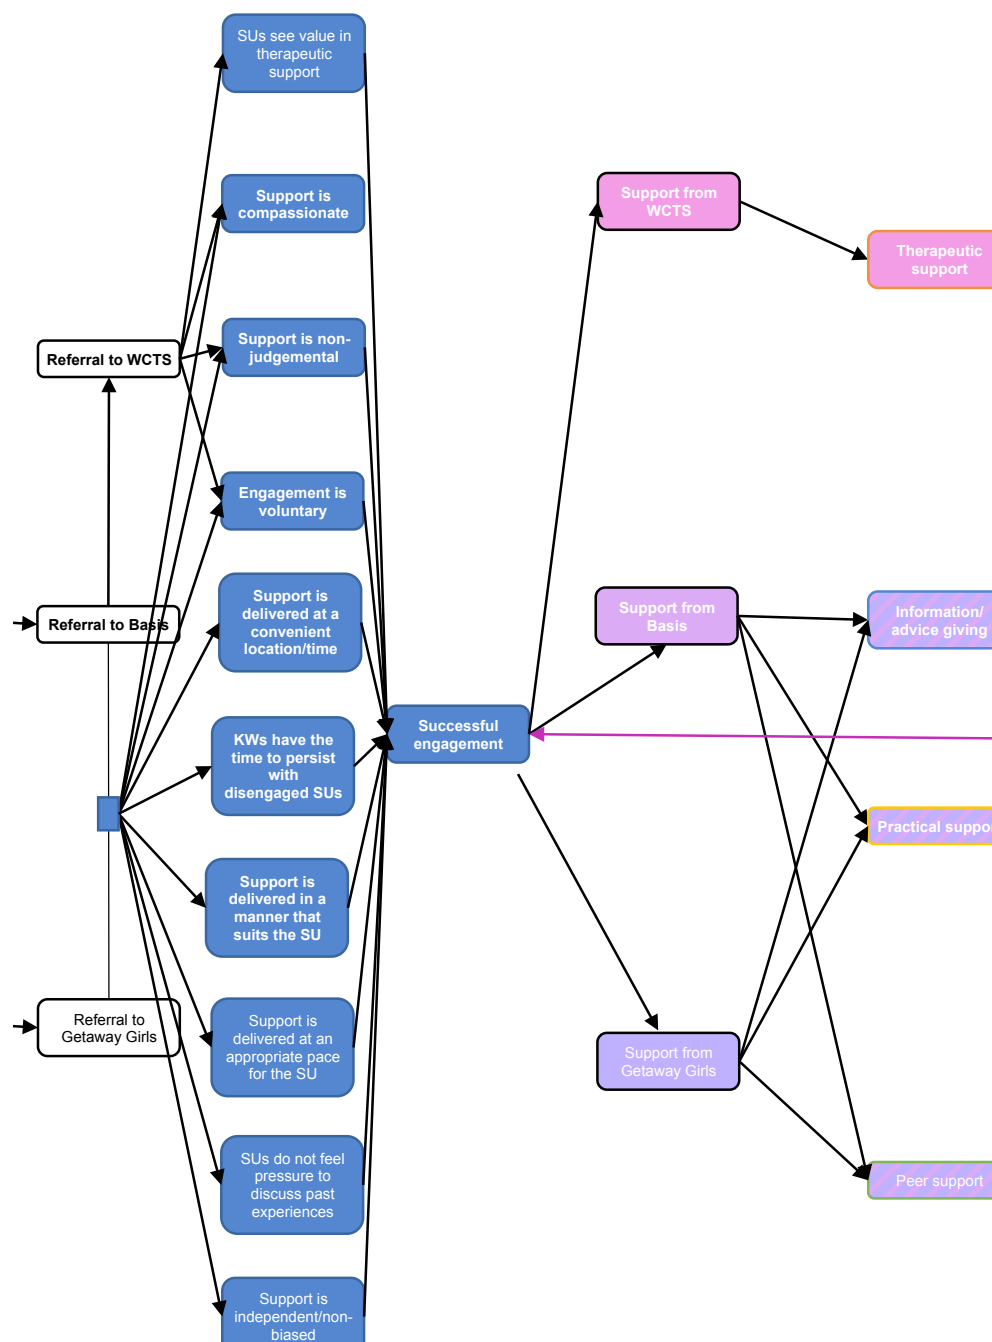 SUs see value in
therapeutic
support
Support is
compassionate
Support is non-
judgemental
Engagement is
voluntary
Support is
delivered at a
convenient
location/time
KWs have the
time to persist
with
disengaged SUs
Support is
delivered in a
manner that
suits the SU
Support is
delivered at an
appropriate pace
for the SU
SUs do not feel
pressure to
discuss past
experiences
Support is
independent/non-
biased
Referral to WCTS
Referral to Basis
Referral to
Getaway Girls
Successful
engagement
Support from
WCTS
Support from
Basis
Support from
Getaway Girls
Therapeutic
support
Information/
advice giving
Practical support
Peer support